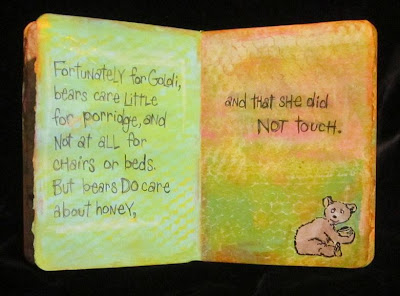 Fortunately for Goldi,
bears care Little
for porridge, and
Not at all for
chairs or beds.
But bears DO care
about honey,
and that she did
NOT TOUCH.